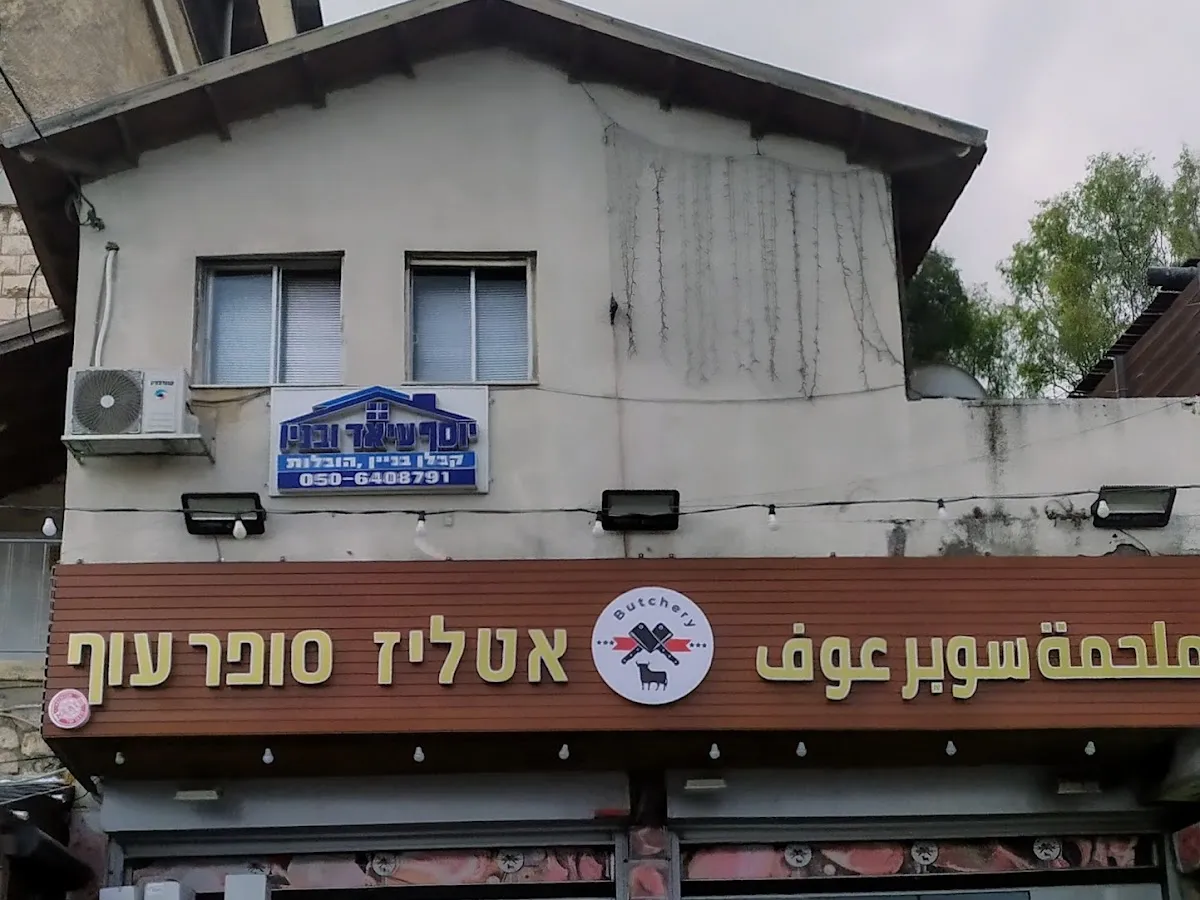 יוסף עיאד ובניו
קבלן בניין ,הובלות
050-6408791
Butchery
אטליז סופר עוף
ملحمة سوبر عوف